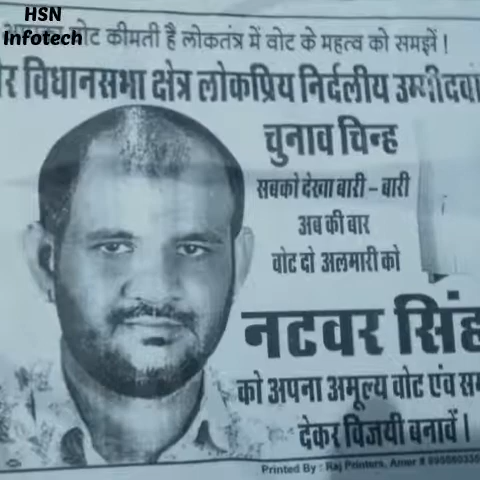 HSN
Infotech
वोट कीमती है लोकतंत्र में वोट के महत्व को समझें !
विधानसभा क्षेत्र लोकप्रिय निर्दलीय
चुनाव चिन्ह
सबको देखा बारी – बारी
अब की बार
वोट दो अलमारी को
नटवर सिंह
को अपना अमूल्य वोट एंव
देकर विजयी बनावें।
Printed By : Raj Printers, Amer